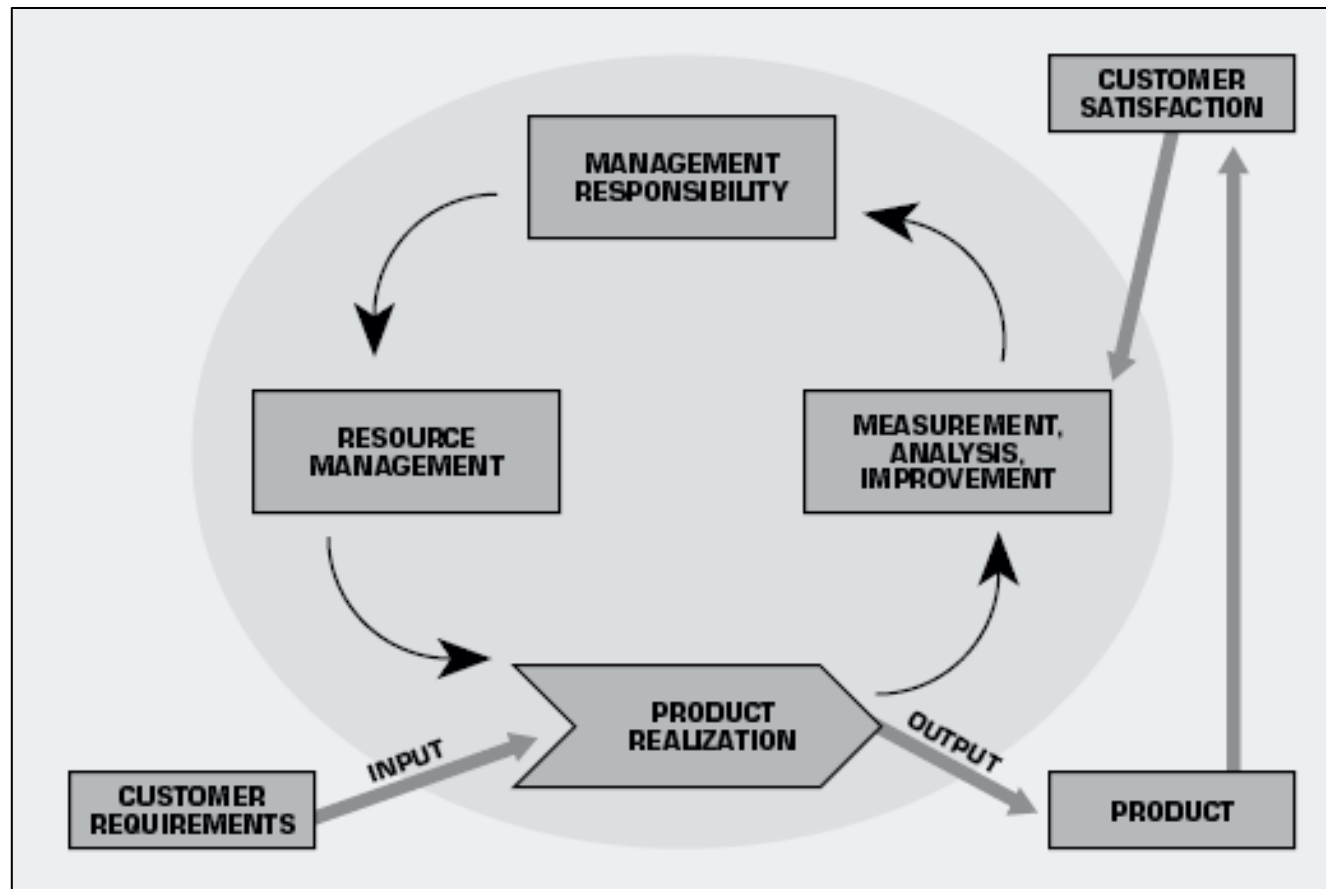 CUSTOMER
SATISFACTION
MANAGEMENT
RESPONSIBILITY
RESOURCE
MANAGEMENT
MEASUREMENT,
ANALYSIS,
IMPROVEMENT
PRODUCT
REALIZATION
INPUT
OUTPUT
CUSTOMER
REQUIREMENTS
PRODUCT